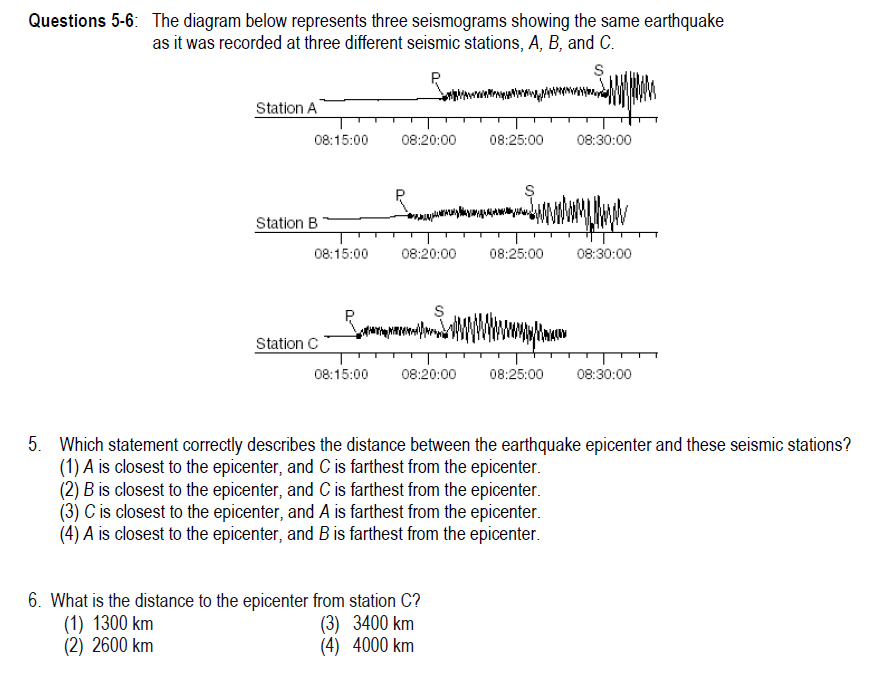 Questions 5-6: The diagram below represents three seismograms showing the same earthquake
as it was recorded at three different seismic stations, A, B, and C.
P
S
Station A
08:15:00 08:20:00 08:25:00 08:30:00
P
S
Station B
08:15:00 08:20:00 08:25:00 08:30:00
P
S
Station C
08:15:00 08:20:00 08:25:00 08:30:00
5. Which statement correctly describes the distance between the earthquake epicenter and these seismic stations?
(1) A is closest to the epicenter, and C is farthest from the epicenter.
(2) B is closest to the epicenter, and C is farthest from the epicenter.
(3) C is closest to the epicenter, and A is farthest from the epicenter.
(4) A is closest to the epicenter, and B is farthest from the epicenter.
6. What is the distance to the epicenter from station C?
(1) 1300 km (3) 3400 km
(2) 2600 km (4) 4000 km